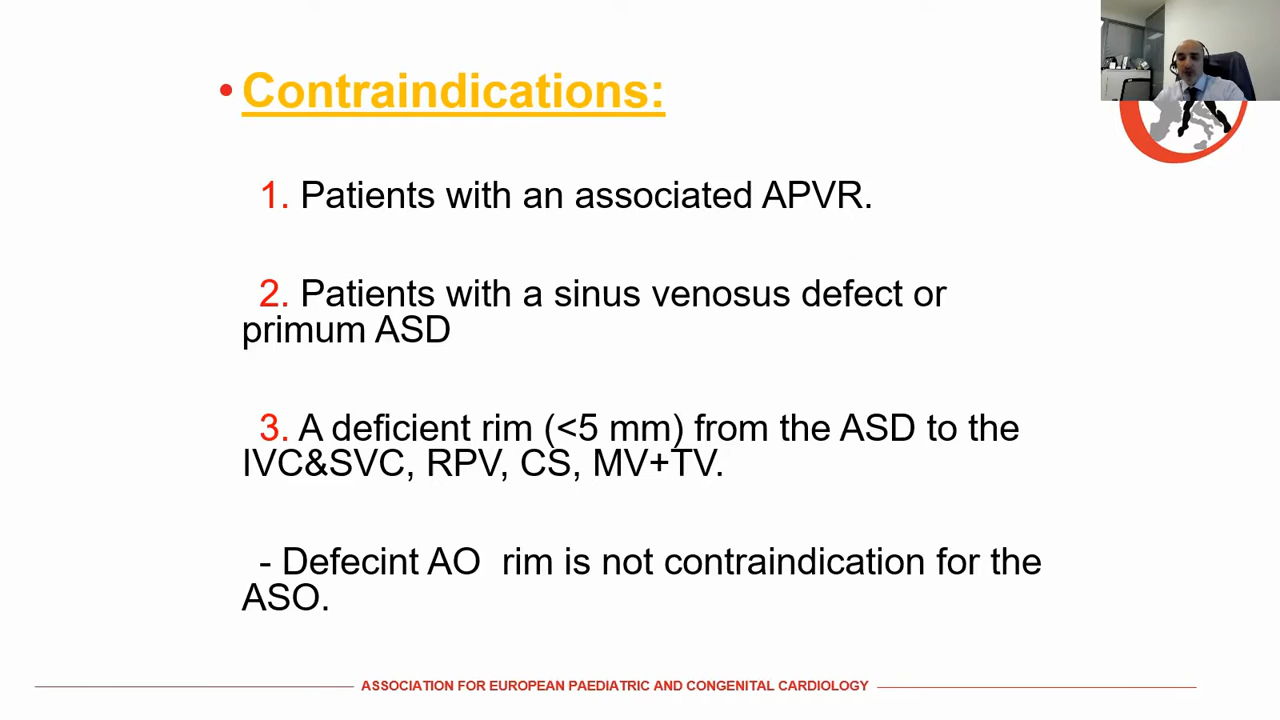 • Contraindications:
1. Patients with an associated APVR.
2. Patients with a sinus venosus defect or
primum ASD
3. A deficient rim (<5 mm) from the ASD to the
IVC&SVC, RPV, CS, MV+TV.
- Defecint AO rim is not contraindication for the
ASO.
ASSOCIATION FOR EUROPEAN PAEDIATRIC AND CONGENITAL CARDIOLOGY